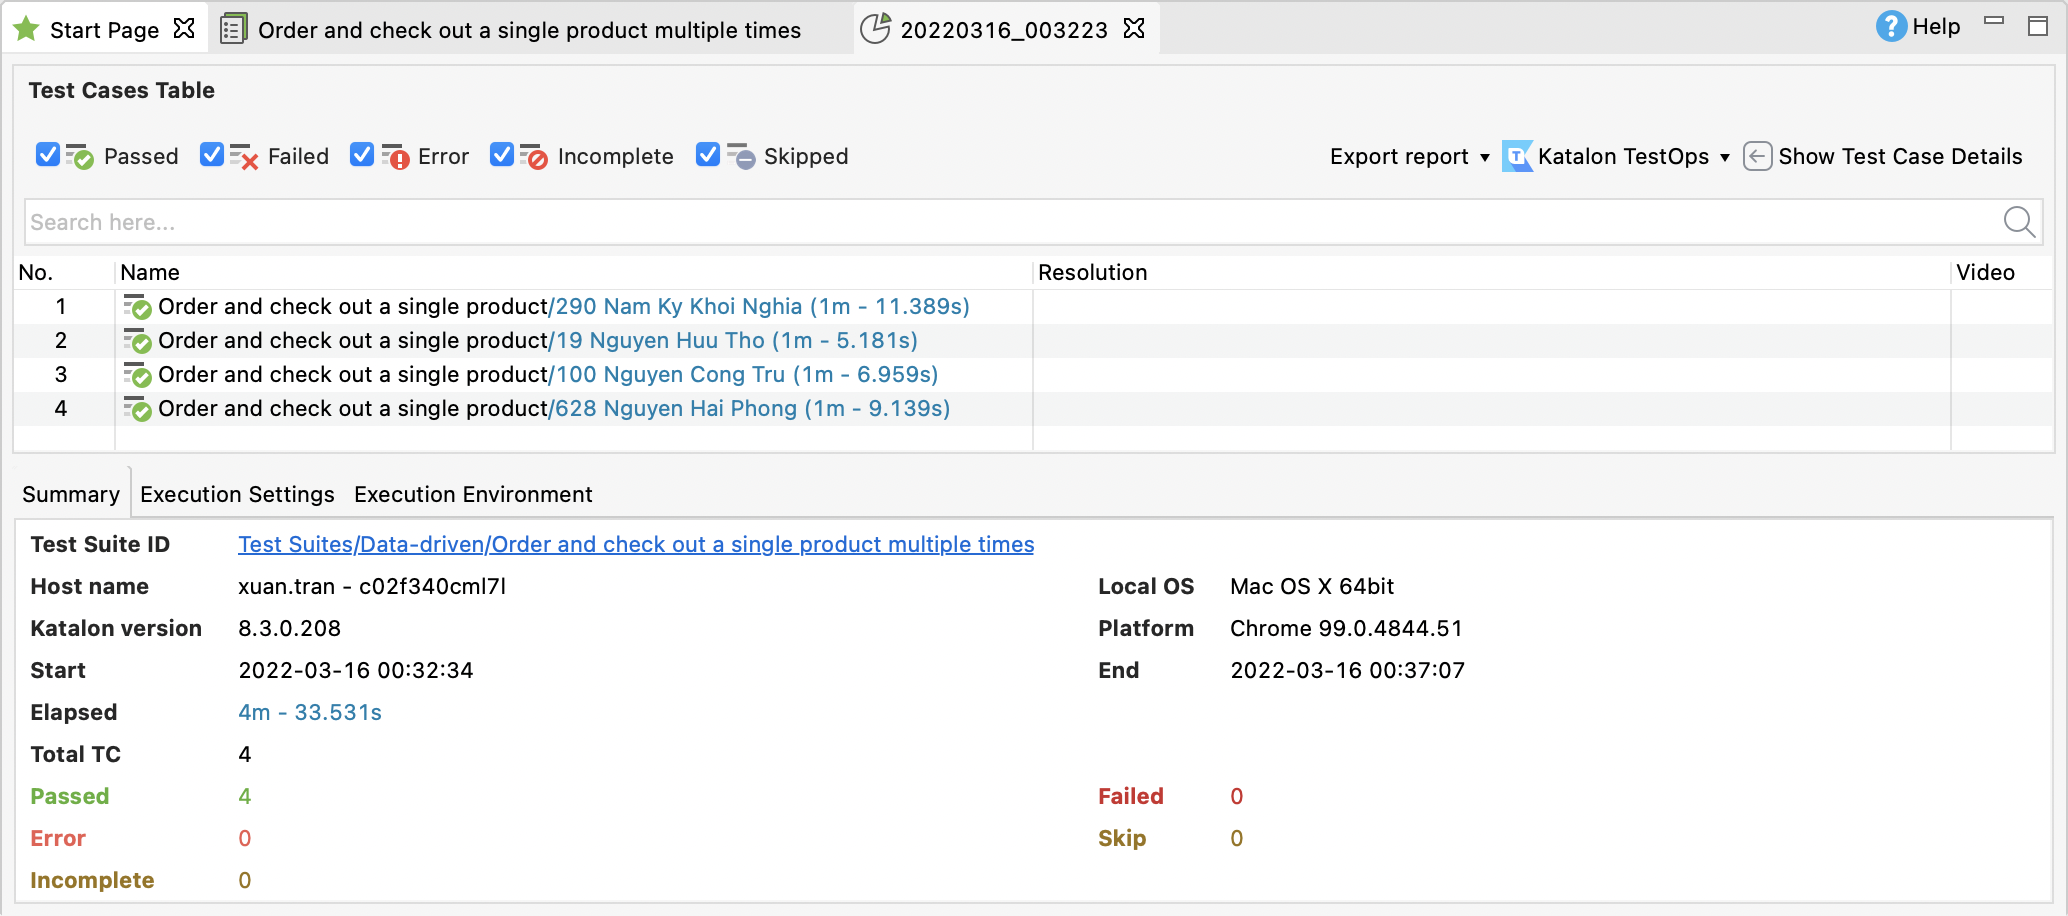 Start Page
Order and check out a single product multiple times
20220316_003223
Help
Test Cases Table
Passed Failed Error Incomplete Skipped
Export report Katalon TestOps Show Test Case Details
Search here...
No. Name Resolution Video
1 Order and check out a single product/290 Nam Ky Khoi Nghia (1m - 11.389s)
2 Order and check out a single product/19 Nguyen Huu Tho (1m - 5.181s)
3 Order and check out a single product/100 Nguyen Cong Tru (1m - 6.959s)
4 Order and check out a single product/628 Nguyen Hai Phong (1m - 9.139s)
Summary Execution Settings Execution Environment
Test Suite ID Test Suites/Data-driven/Order and check out a single product multiple times
Host name xuan.tran - c02f340cml7l Local OS Mac OS X 64bit
Katalon version 8.3.0.208 Platform Chrome 99.0.4844.51
Start 2022-03-16 00:32:34 End 2022-03-16 00:37:07
Elapsed 4m - 33.531s
Total TC 4
Passed 4 Failed 0
Error 0 Skip 0
Incomplete 0